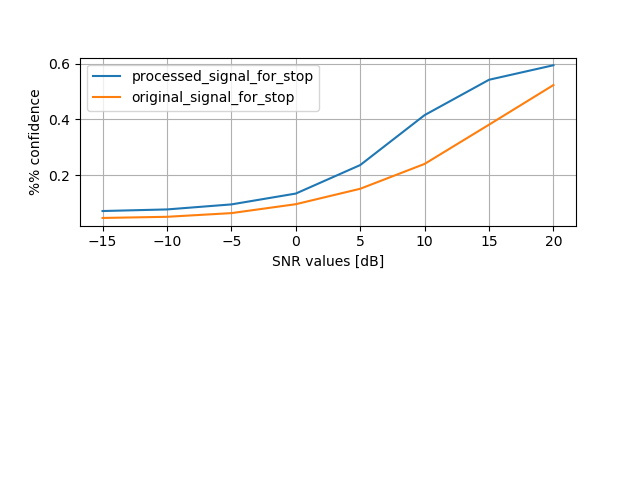 0.6
0.4
0.2
%% confidence
processed_signal_for_stop
original_signal_for_stop
−15 −10 −5 0 5 10 15 20
SNR values [dB]